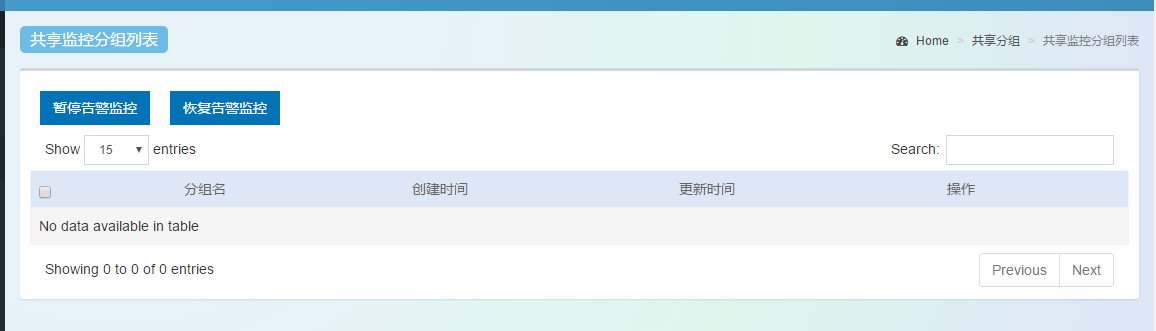 共享监控分组列表
Home > 共享分组 > 共享监控分组列表
暂停告警监控 恢复告警监控
Show 15 entries Search:
分组名 创建时间 更新时间 操作
No data available in table
Showing 0 to 0 of 0 entries Previous Next